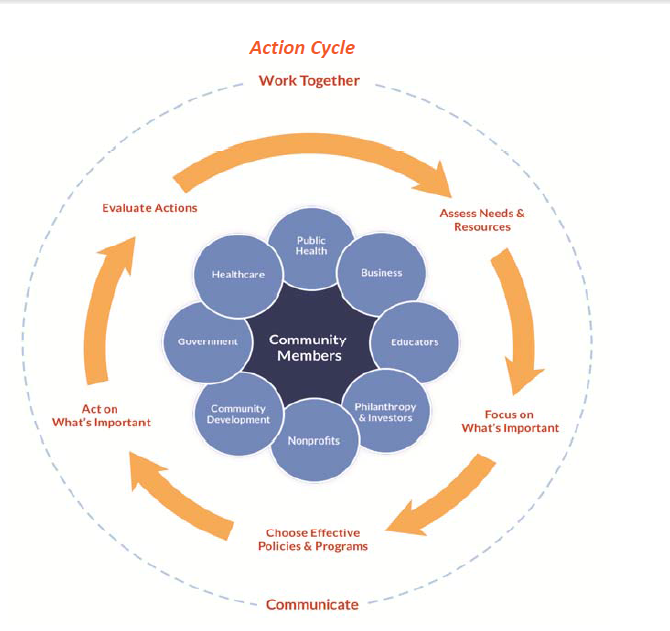 Action Cycle
Work Together
Evaluate Actions
Assess Needs &
Resources
Public
Health
Healthcare
Business
Government
Community
Members
Educators
Act on
What's Important
Community
Development
Philanthropy
& Investors
Focus on
What's Important
Nonprofits
Choose Effective
Policies & Programs
Communicate